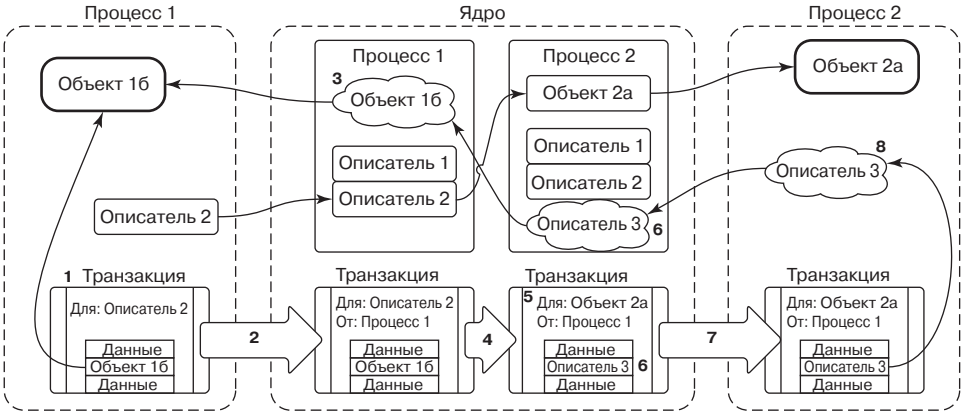 Процесс 1
Ядро
Процесс 2
Процесс 1
Процесс 2
Объект 1б
3
Объект 1б
Объект 2а
Объект 2а
Описатель 1
Описатель 2
Описатель 1
Описатель 2
8
Описатель 3
Описатель 2
Описатель 3
6
1 Транзакция
Для: Описатель 2
Данные
Объект 1б
Данные
2
Транзакция
Для: Описатель 2
От: Процесс 1
Данные
Объект 1б
Данные
4
Транзакция
5
Для: Объект 2а
От: Процесс 1
Данные
Описатель 3
6
Данные
7
Транзакция
Для: Объект 2а
От: Процесс 1
Данные
Описатель 3
Данные